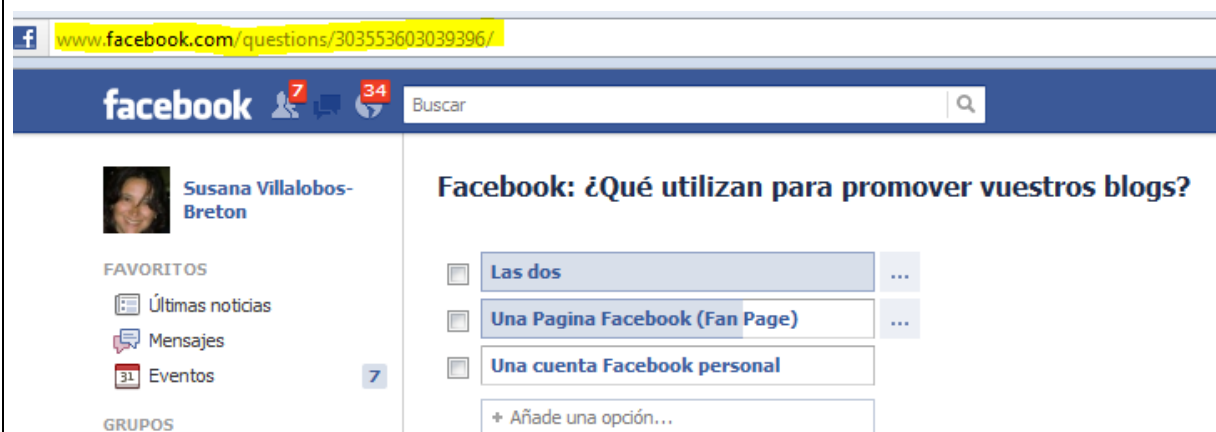 www.facebook.com/questions/303553603039396/
facebook 7 34 Buscar
Susana Villalobos-
Breton
FAVORITOS
Últimas noticias
Mensajes
31 Eventos 7
GRUPOS
Facebook: ¿Qué utilizan para promover vuestros blogs?
Las dos ...
Una Pagina Facebook (Fan Page) ...
Una cuenta Facebook personal
+ Añade una opción...